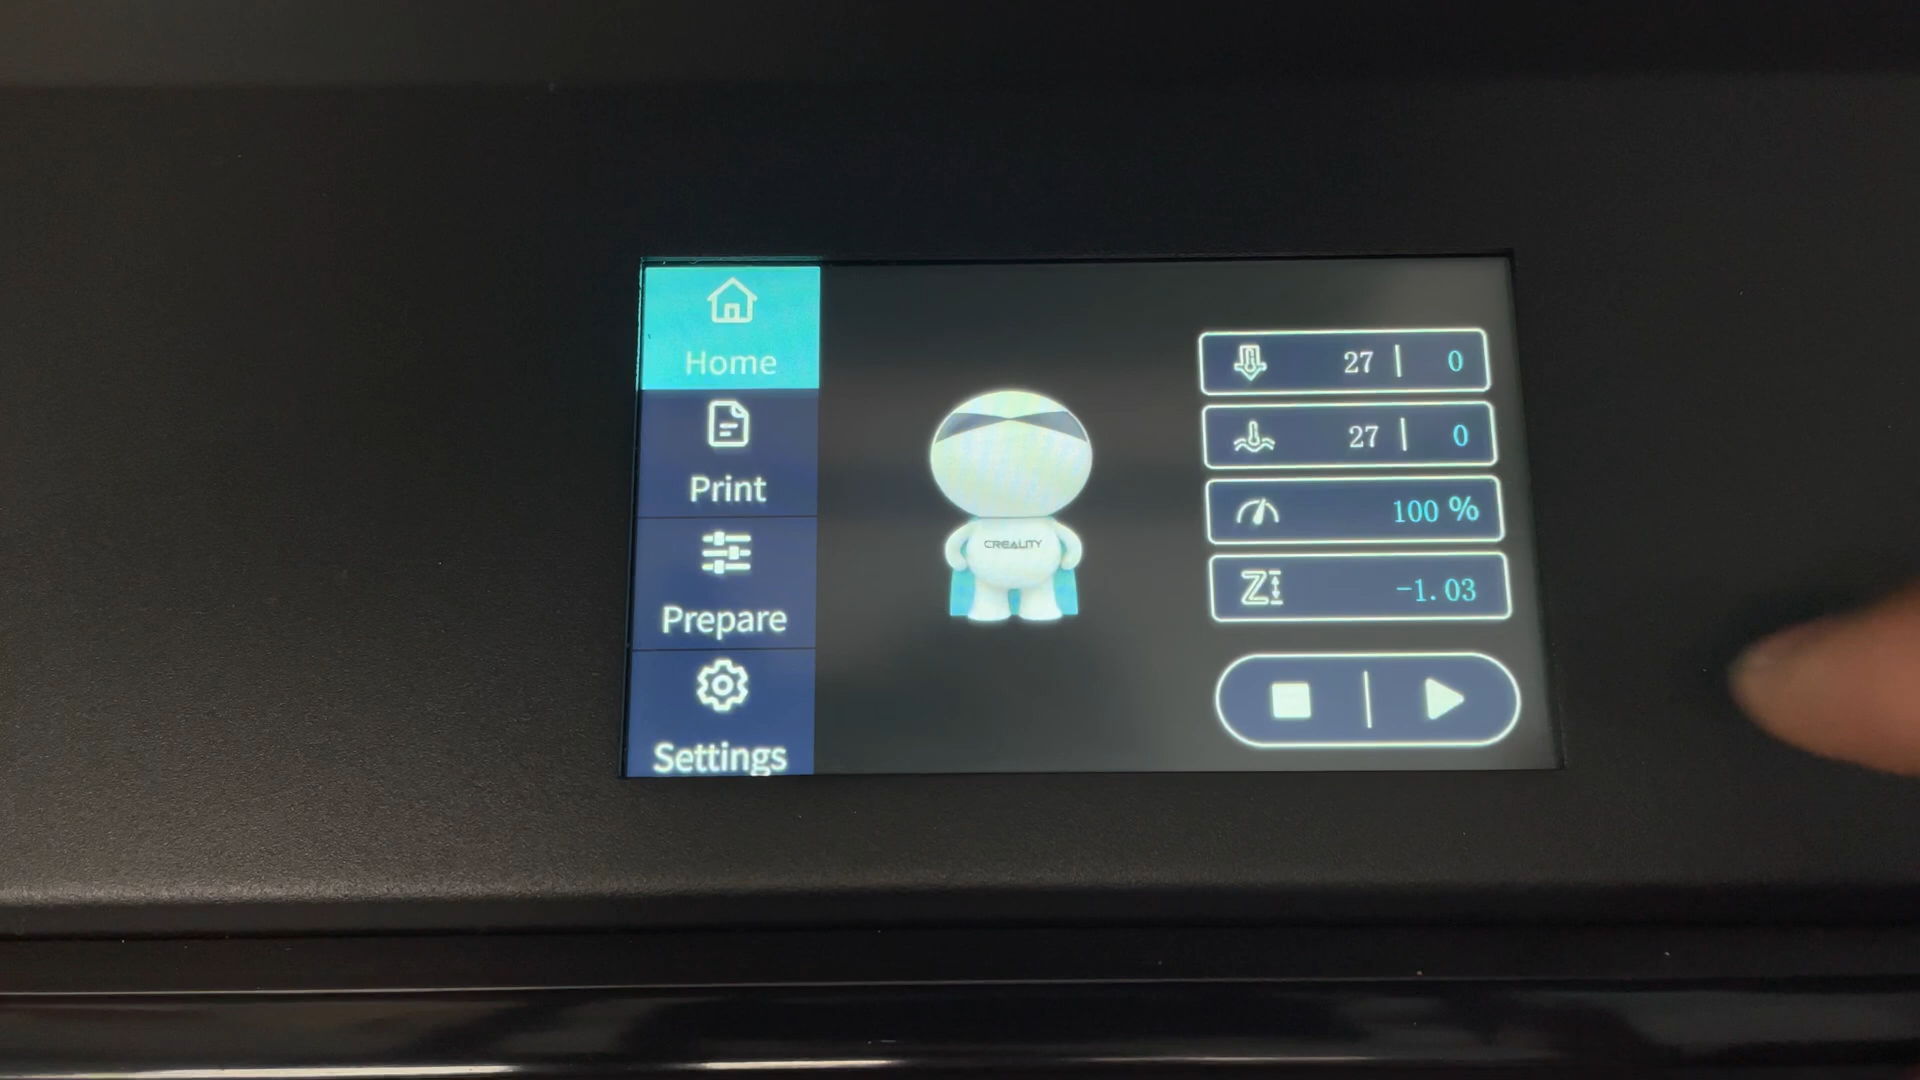 Home
Print
Prepare
Settings
CREALITY
27 | 0
27 | 0
100 %
Z -1.03